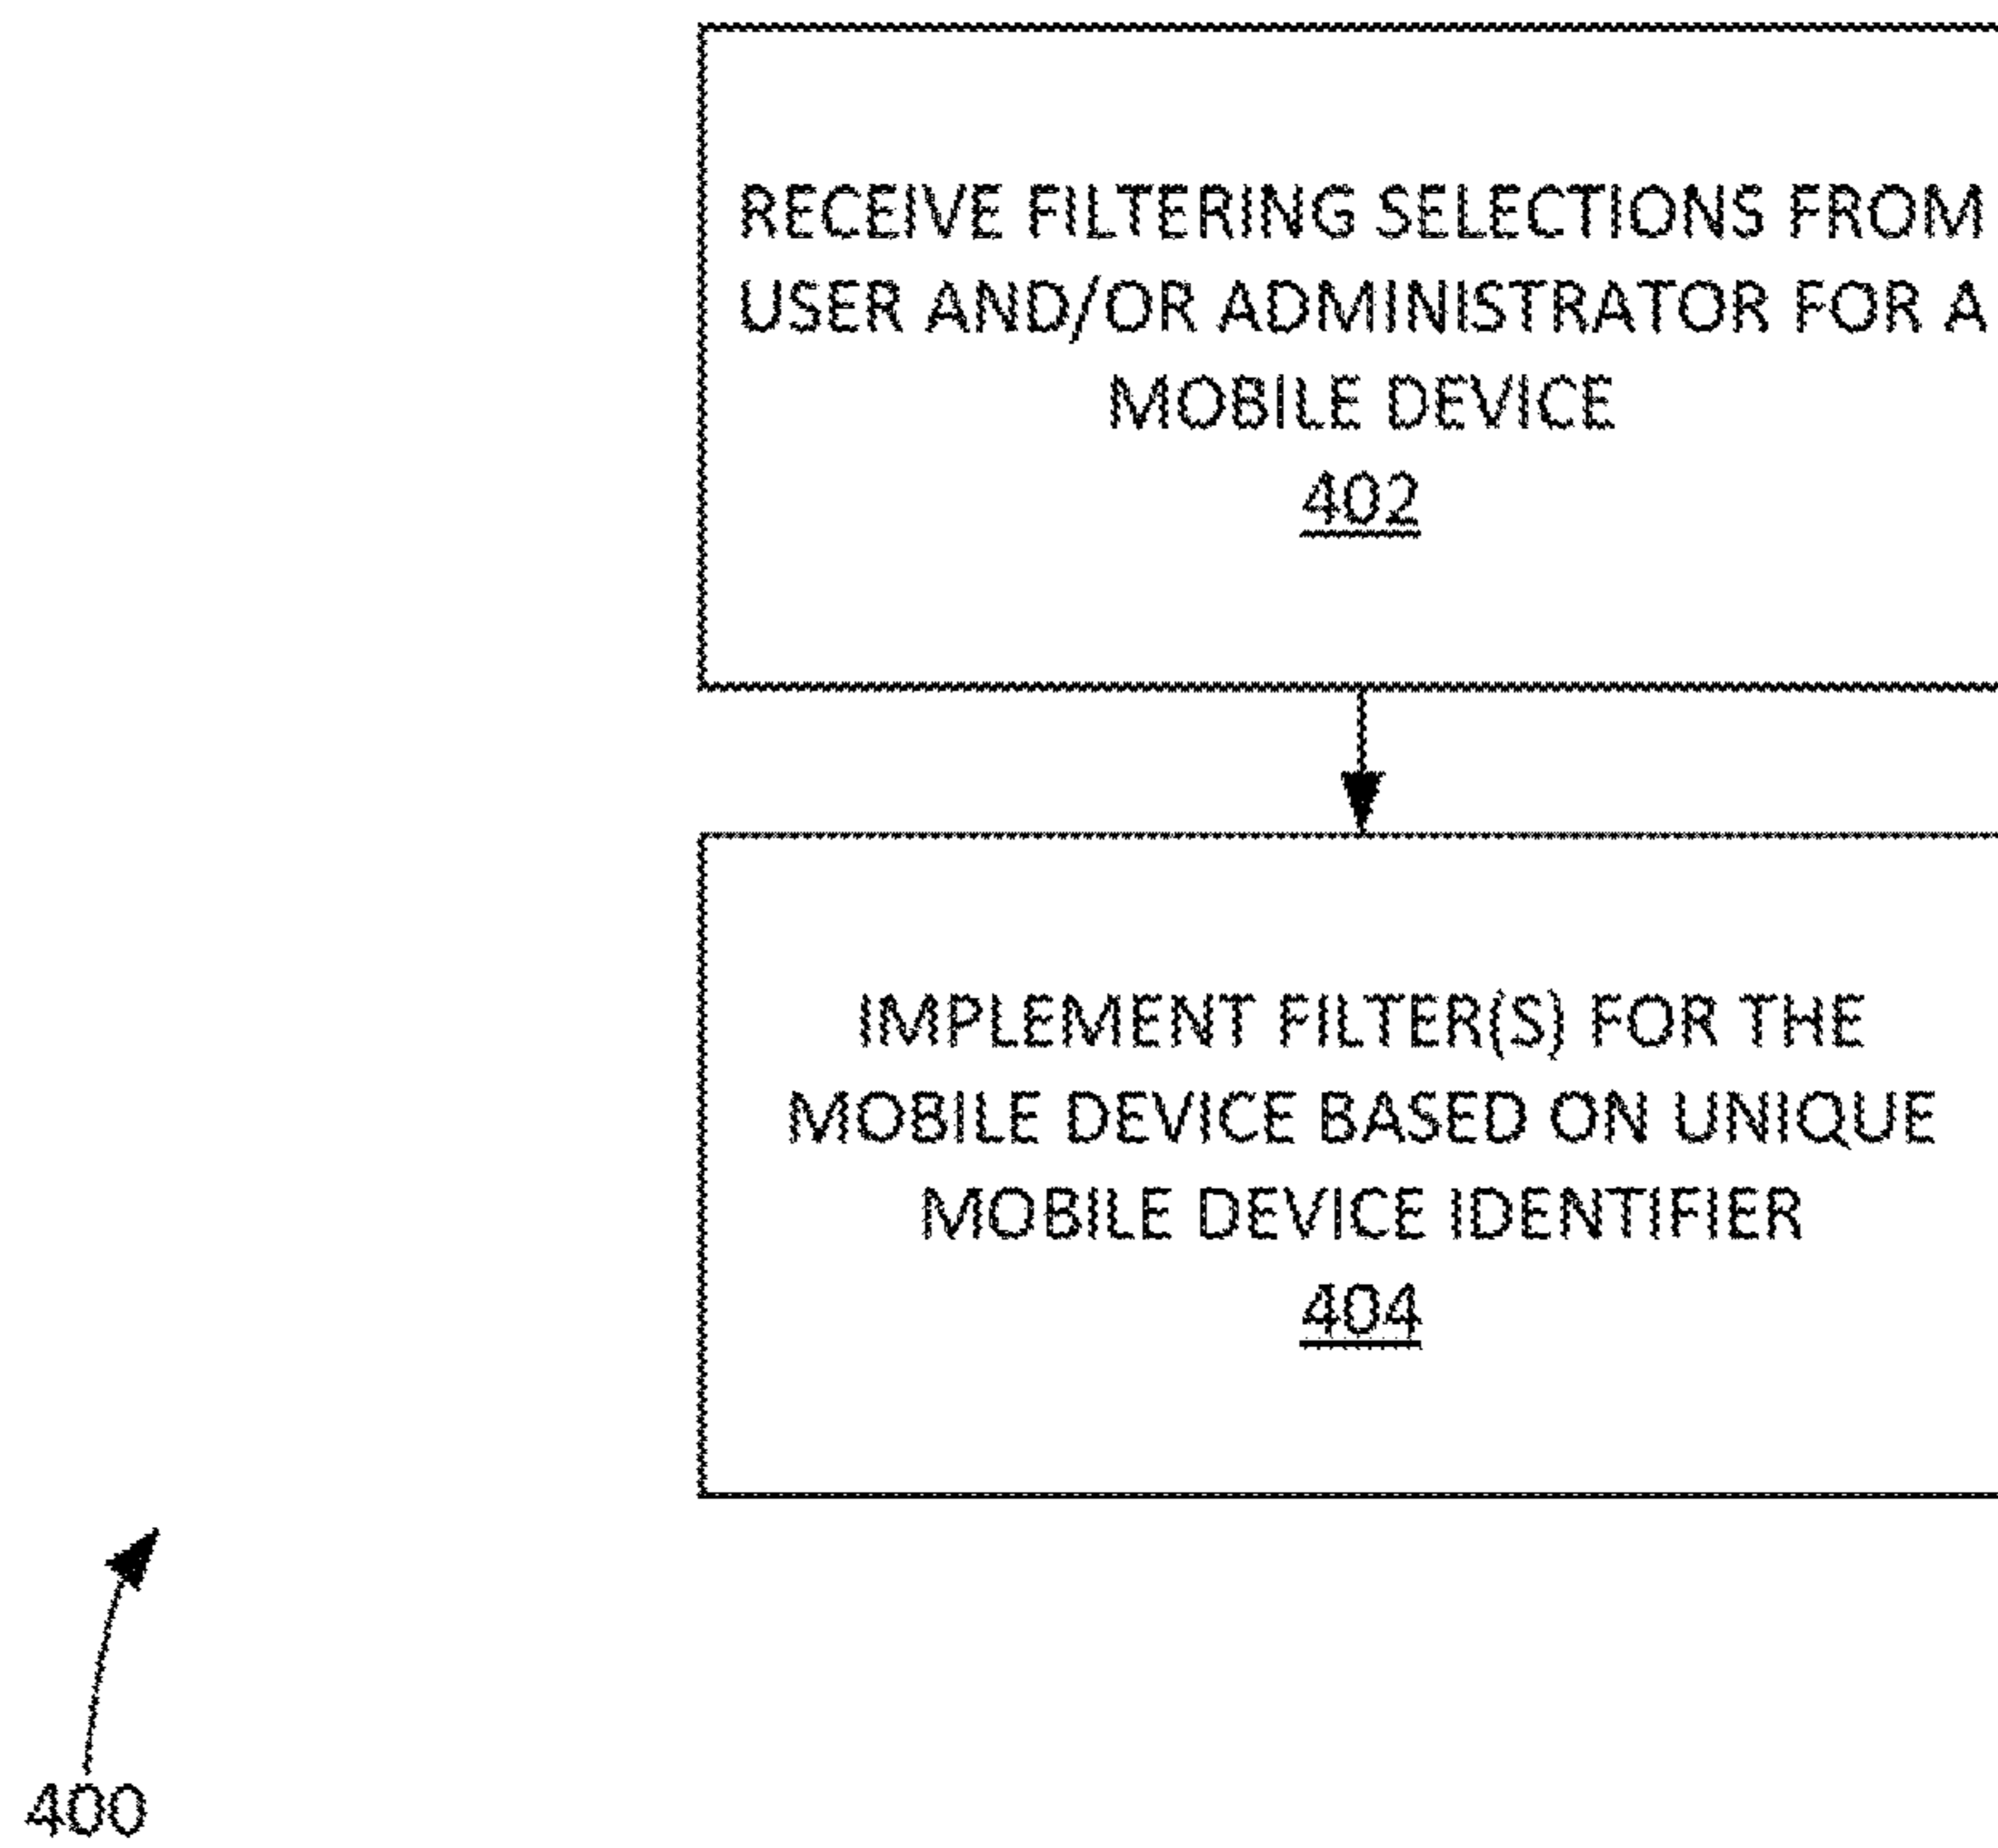 RECEIVE FILTERING SELECTIONS FROM
USER AND/OR ADMINISTRATOR FOR A
MOBILE DEVICE
402
IMPLEMENT FILTER(S) FOR THE
MOBILE DEVICE BASED ON UNIQUE
MOBILE DEVICE IDENTIFIER
404
400